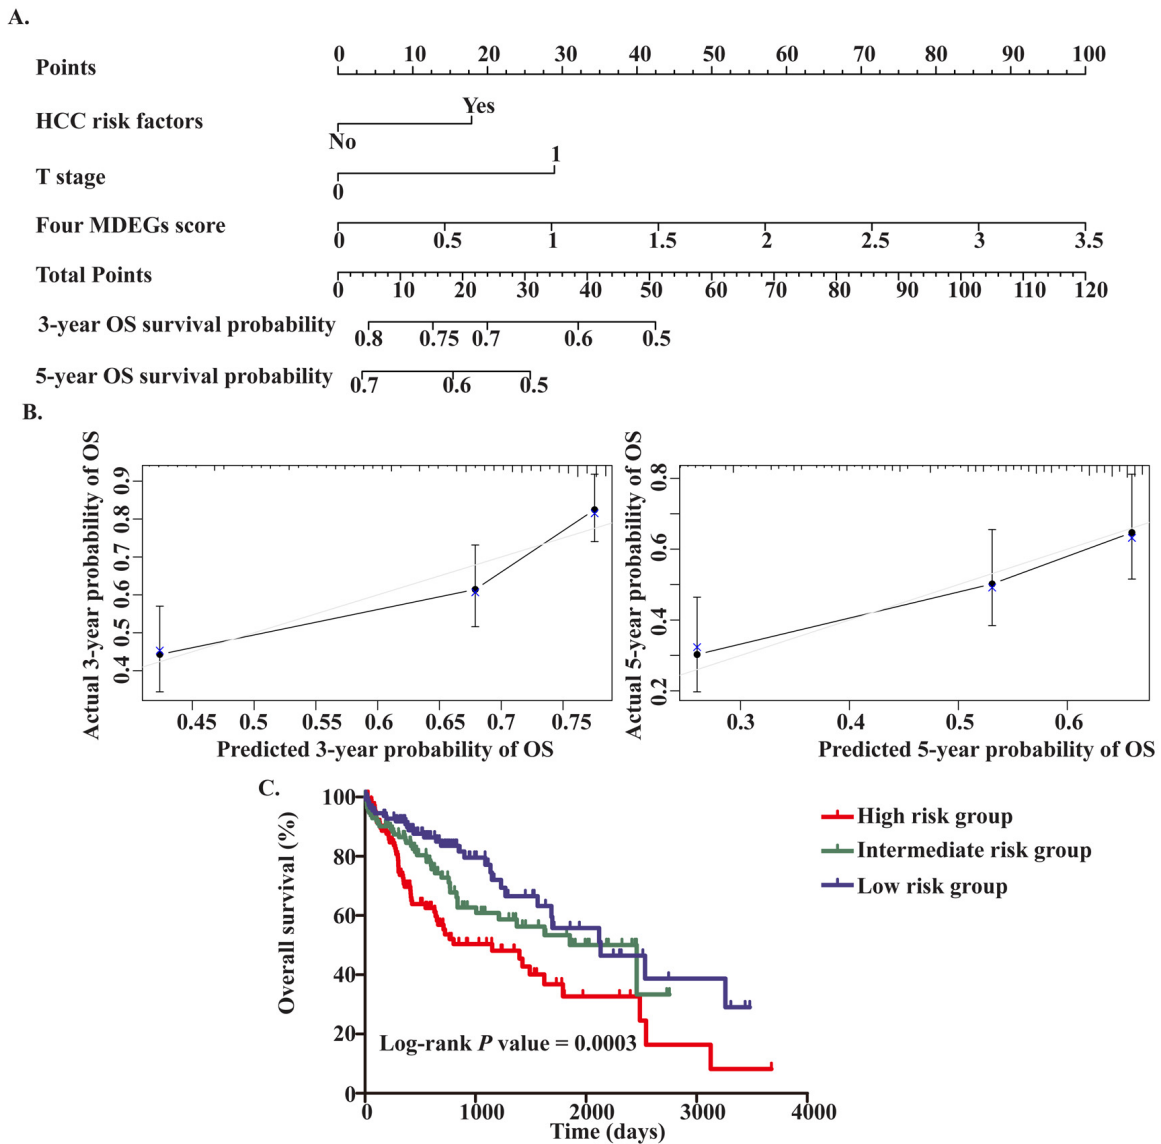 A.
Points
0 10 20 30 40 50 60 70 80 90 100
HCC risk factors
Yes
No
T stage
1
0
Four MDEGs score
0 0.5 1 1.5 2 2.5 3 3.5
Total Points
0 10 20 30 40 50 60 70 80 90 100 110 120
3-year OS survival probability
0.8 0.75 0.7 0.6 0.5
5-year OS survival probability
0.7 0.6 0.5
B.
Actual 3-year probability of OS
0.9
0.8
0.7
0.6
0.5
0.4
0.45 0.5 0.55 0.6 0.65 0.7 0.75
Predicted 3-year probability of OS
Actual 5-year probability of OS
0.8
0.6
0.4
0.2
0.3 0.4 0.5 0.6
Predicted 5-year probability of OS
C.
Overall survival (%)
100
80
60
40
20
0
Log-rank P value = 0.0003
0 1000 2000 3000 4000
Time (days)
High risk group
Intermediate risk group
Low risk group